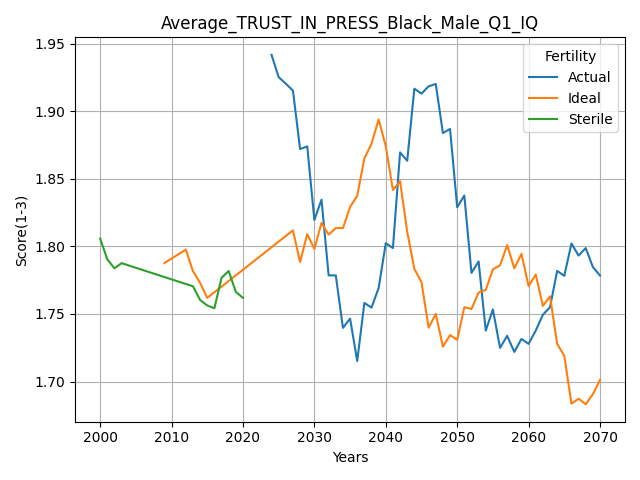 Average_TRUST_IN_PRESS_Black_Male_Q1_IQ
Fertility
Actual
Ideal
Sterile
Score(1-3)
1.95
1.90
1.85
1.80
1.75
1.70
2000 2010 2020 2030 2040 2050 2060 2070
Years